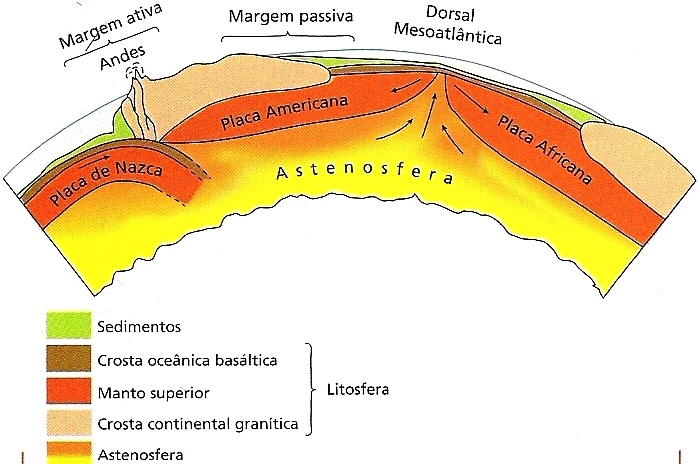 Margem ativa
Andes
Margem passiva
Dorsal
Mesoatlântica
Placa Americana
Placa Africana
Placa de Nazca
Astenosfera
Sedimentos
Crosta oceânica basáltica
Manto superior
Litosfera
Crosta continental granítica
Astenosfera